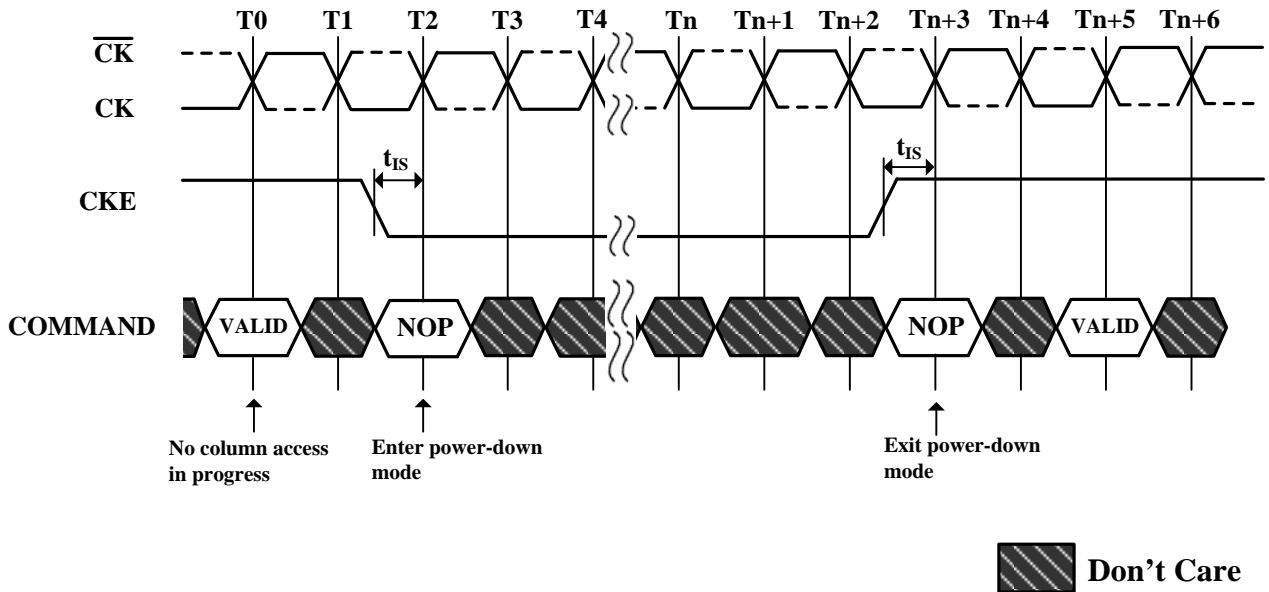 T0 T1 T2 T3 T4 Tn Tn+1 Tn+2 Tn+3 Tn+4 Tn+5 Tn+6
CK
CK
tIS tIS
CKE
COMMAND VALID NOP NOP VALID
No column access
in progress
Enter power-down
mode
Exit power-down
mode
Don't Care